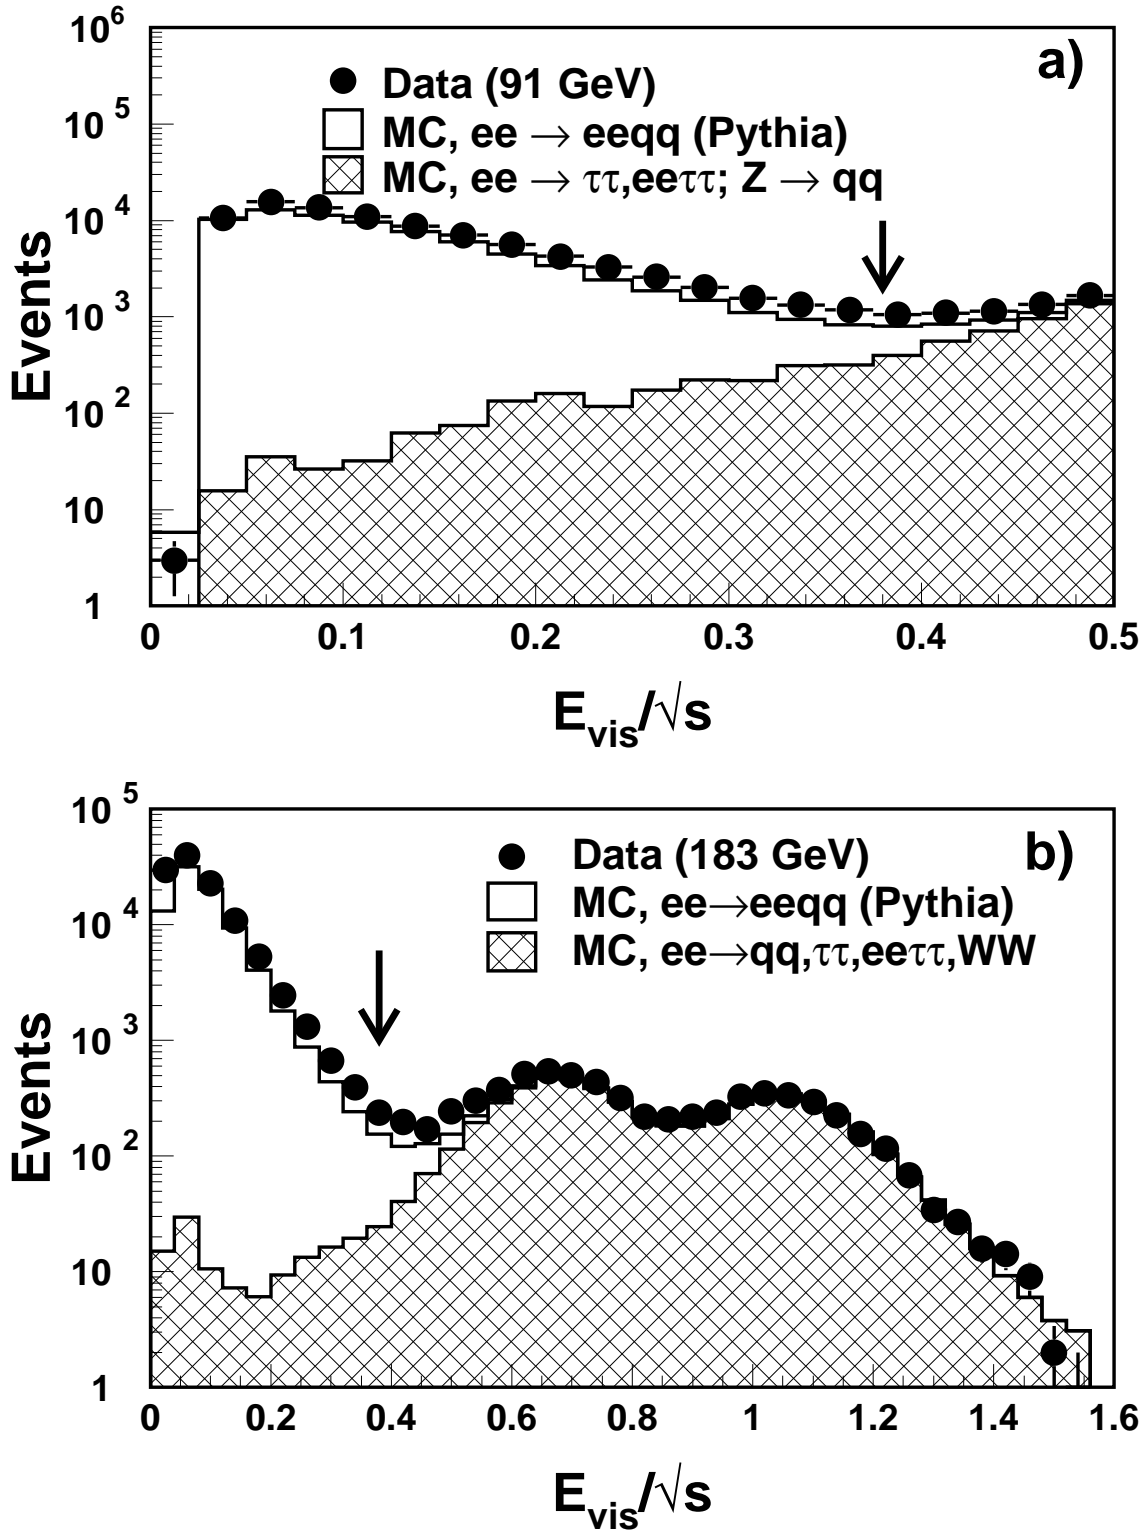 a)
Data (91 GeV)
MC, ee → eeqq (Pythia)
MC, ee → ττ,eeττ; Z → qq
Events
10^6
10^5
10^4
10^3
10^2
10
1
0 0.1 0.2 0.3 0.4 0.5
E_vis/√s
b)
Data (183 GeV)
MC, ee→eeqq (Pythia)
MC, ee→qq,ττ,eeττ,WW
Events
10^5
10^4
10^3
10^2
10
1
0 0.2 0.4 0.6 0.8 1 1.2 1.4 1.6
E_vis/√s